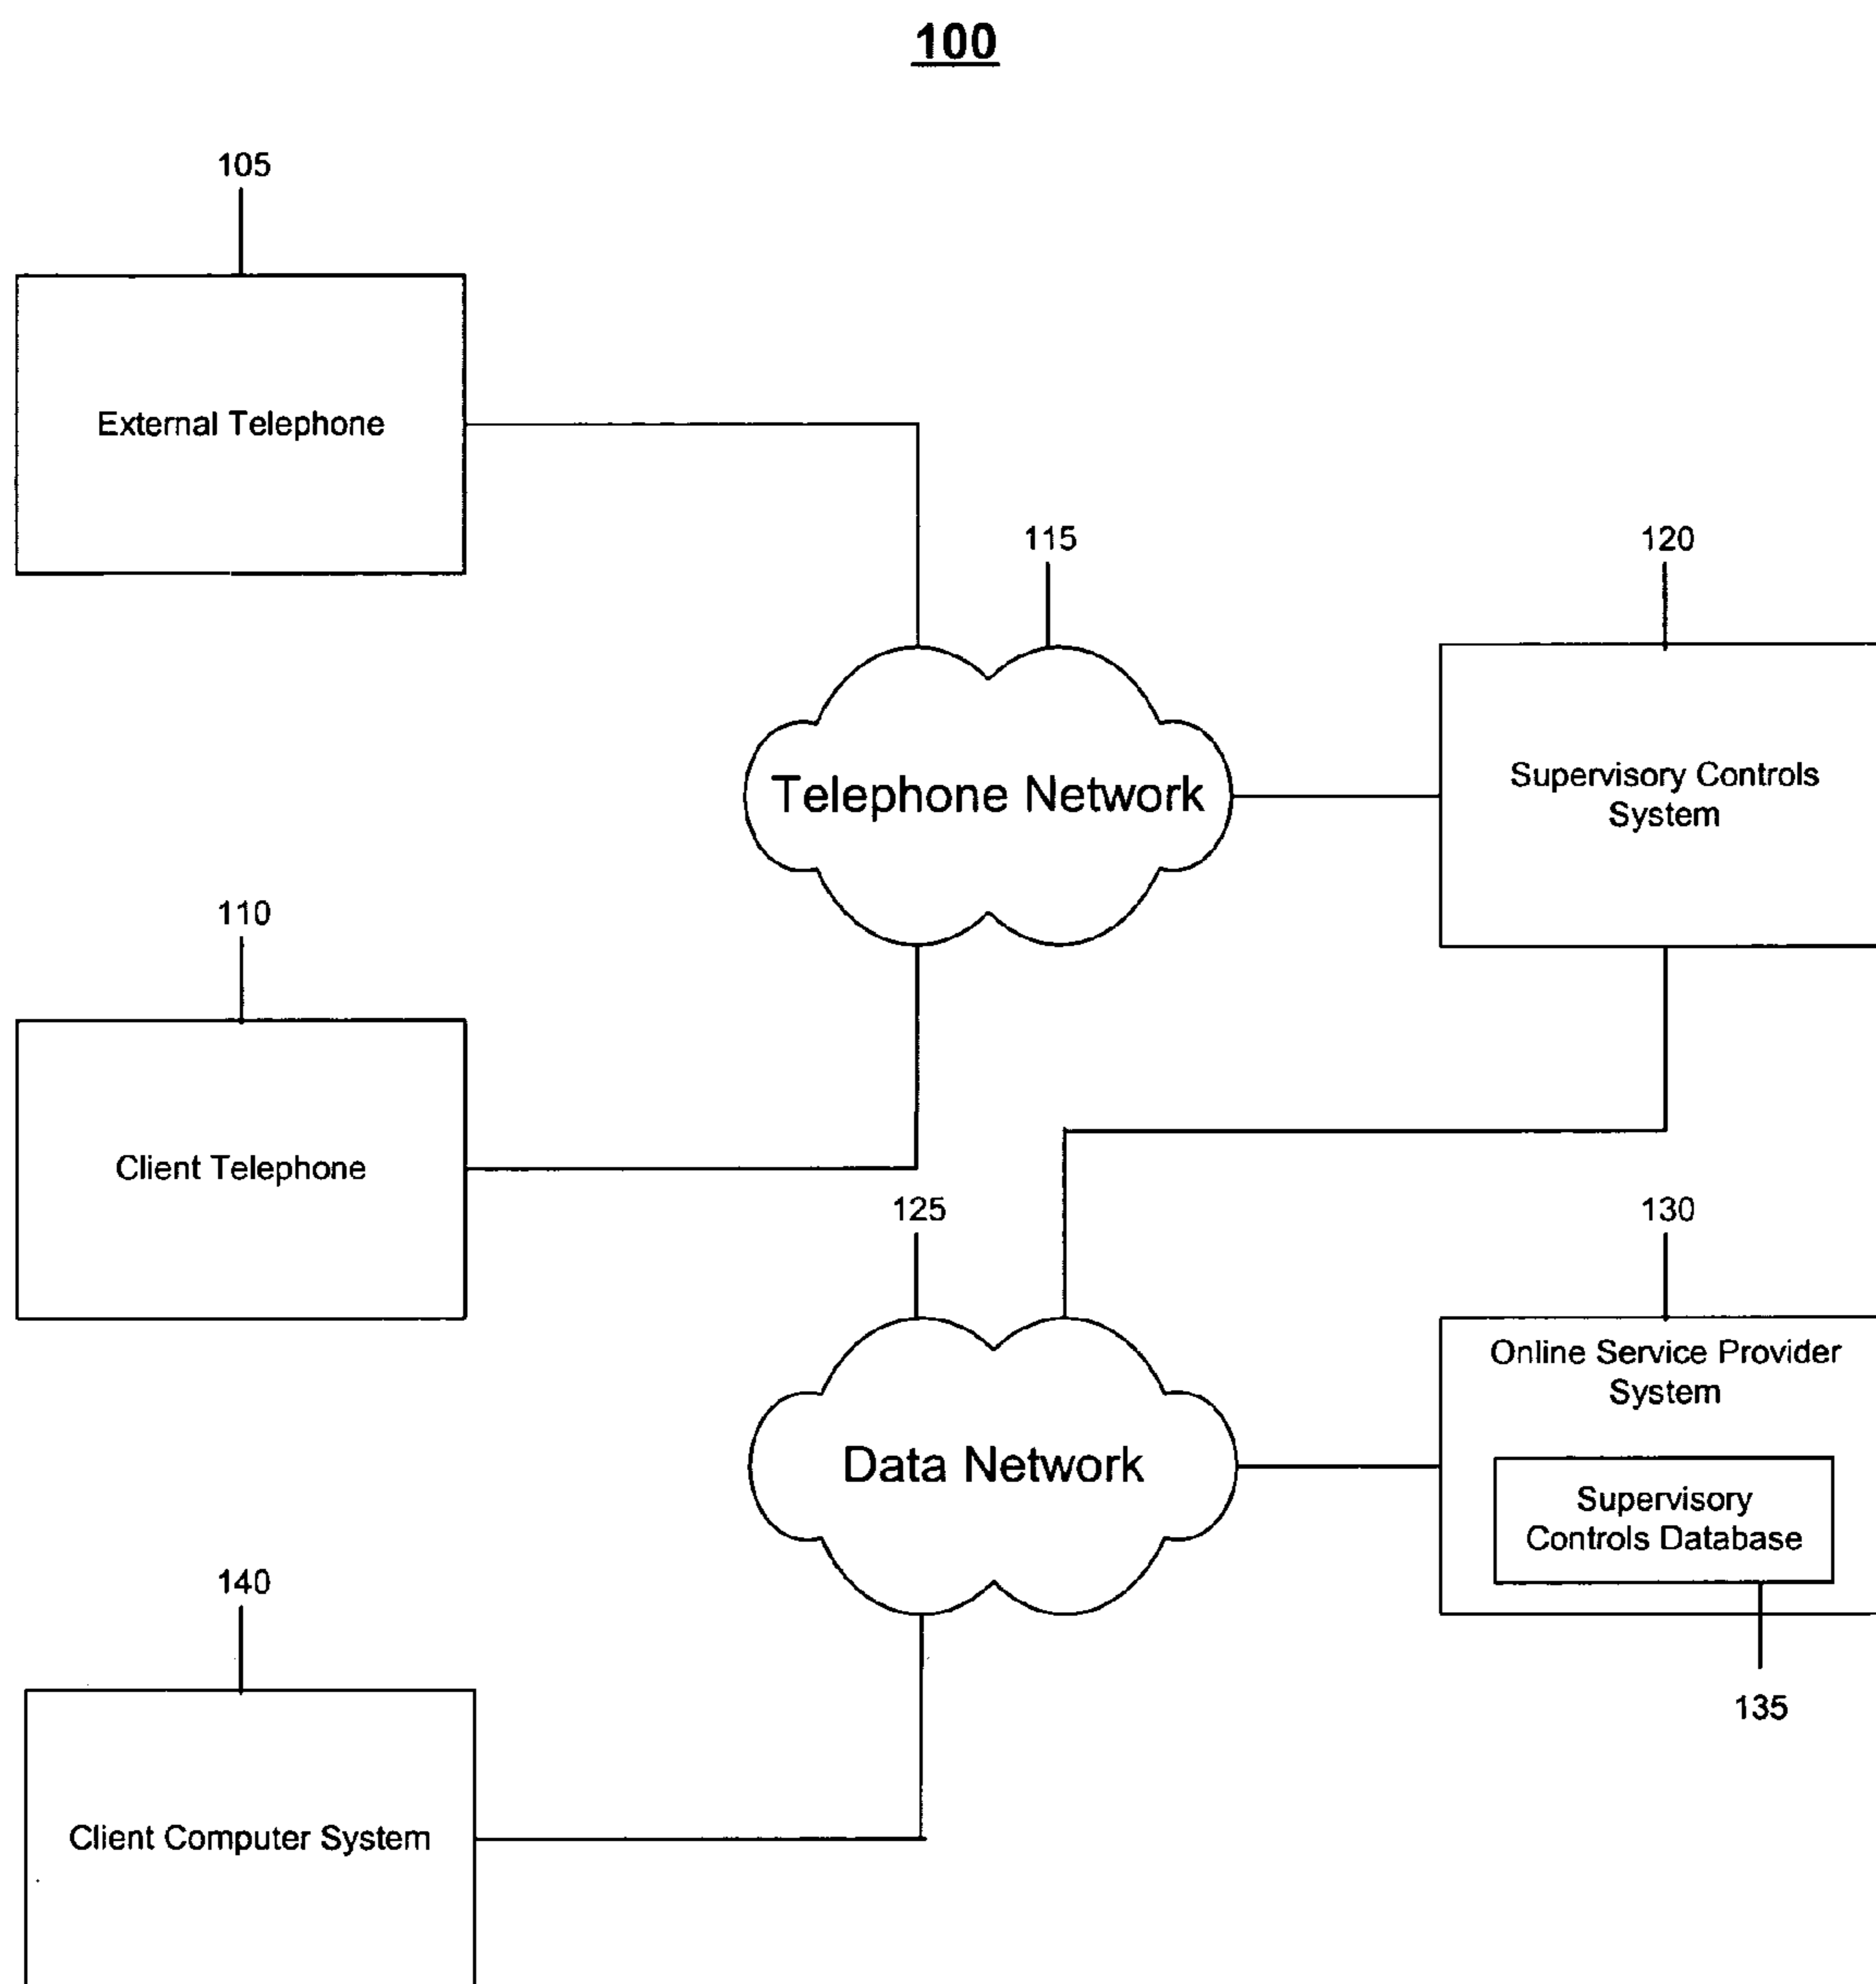 100
105
External Telephone
115
120
Telephone Network
Supervisory Controls
System
110
Client Telephone
125
130
Online Service Provider
System
Data Network
Supervisory
Controls Database
140
135
Client Computer System